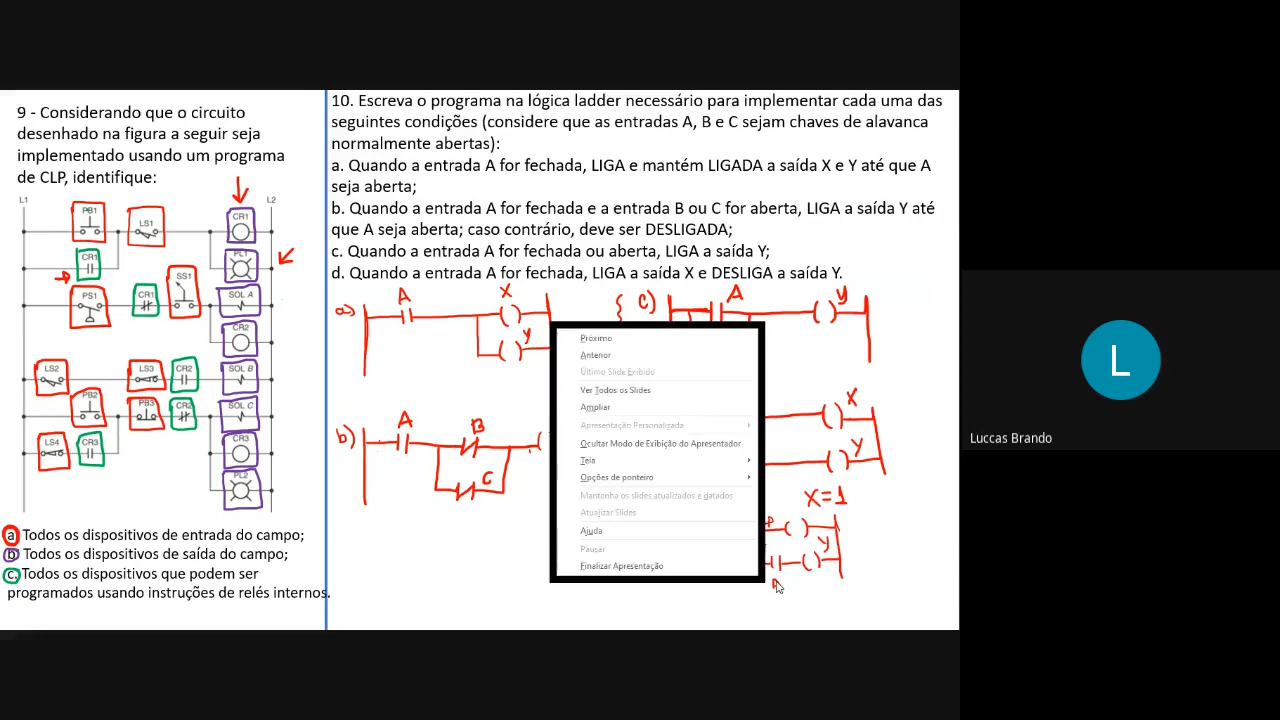 9 - Considerando que o circuito
desenhado na figura a seguir seja
implementado usando um programa
de CLP, identifique:
L1
L2
PB1
LS1
CR1
CR1
PL1
PS1
CR1
SS1
SOL A
CR2
LS2
LS3
CR2
SOL B
PB2
PB3
CR2
SOL C
LS4
CR3
CR3
PL2
a. Todos os dispositivos de entrada do campo;
b. Todos os dispositivos de saída do campo;
c. Todos os dispositivos que podem ser
programados usando instruções de relés internos.
10. Escreva o programa na lógica ladder necessário para implementar cada uma das
seguintes condições (considere que as entradas A, B e C sejam chaves de alavanca
normalmente abertas):
a. Quando a entrada A for fechada, LIGA e mantém LIGADA a saída X e Y até que A
seja aberta;
b. Quando a entrada A for fechada e a entrada B ou C for aberta, LIGA a saída Y até
que A seja aberta; caso contrário, deve ser DESLIGADA;
c. Quando a entrada A for fechada ou aberta, LIGA a saída Y;
d. Quando a entrada A for fechada, LIGA a saída X e DESLIGA a saída Y.
a) A X
Y
c) A Y
b) A B
C
X
Y
X=1
P
Y
Próximo
Anterior
Último Slide Exibido
Ver Todos os Slides
Ampliar
Apresentação Personalizada
Ocultar Modo de Exibição do Apresentador
Tela
Opções de ponteiro
Mantenha os slides atualizados e datados
Atualizar Slides
Ajuda
Pausar
Finalizar Apresentação
L
Luccas Brando